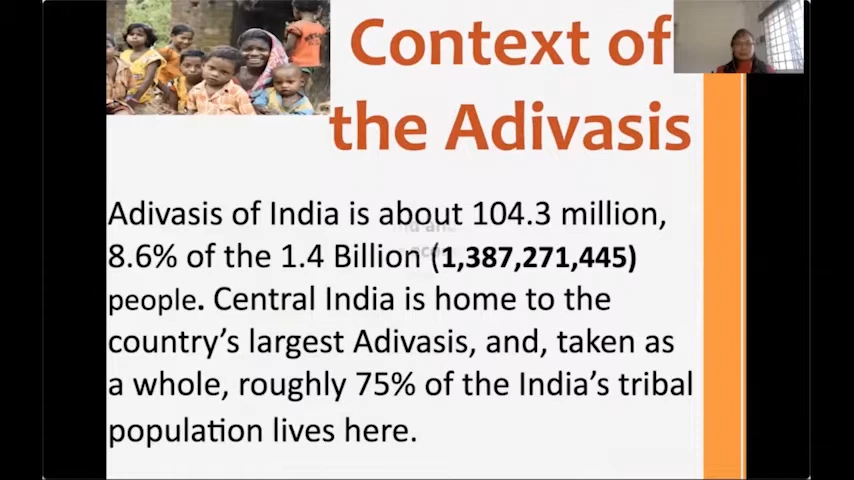 Context of
the Adivasis
Adivasis of India is about 104.3 million,
8.6% of the 1.4 Billion (1,387,271,445)
people. Central India is home to the
country's largest Adivasis, and, taken as
a whole, roughly 75% of the India's tribal
population lives here.